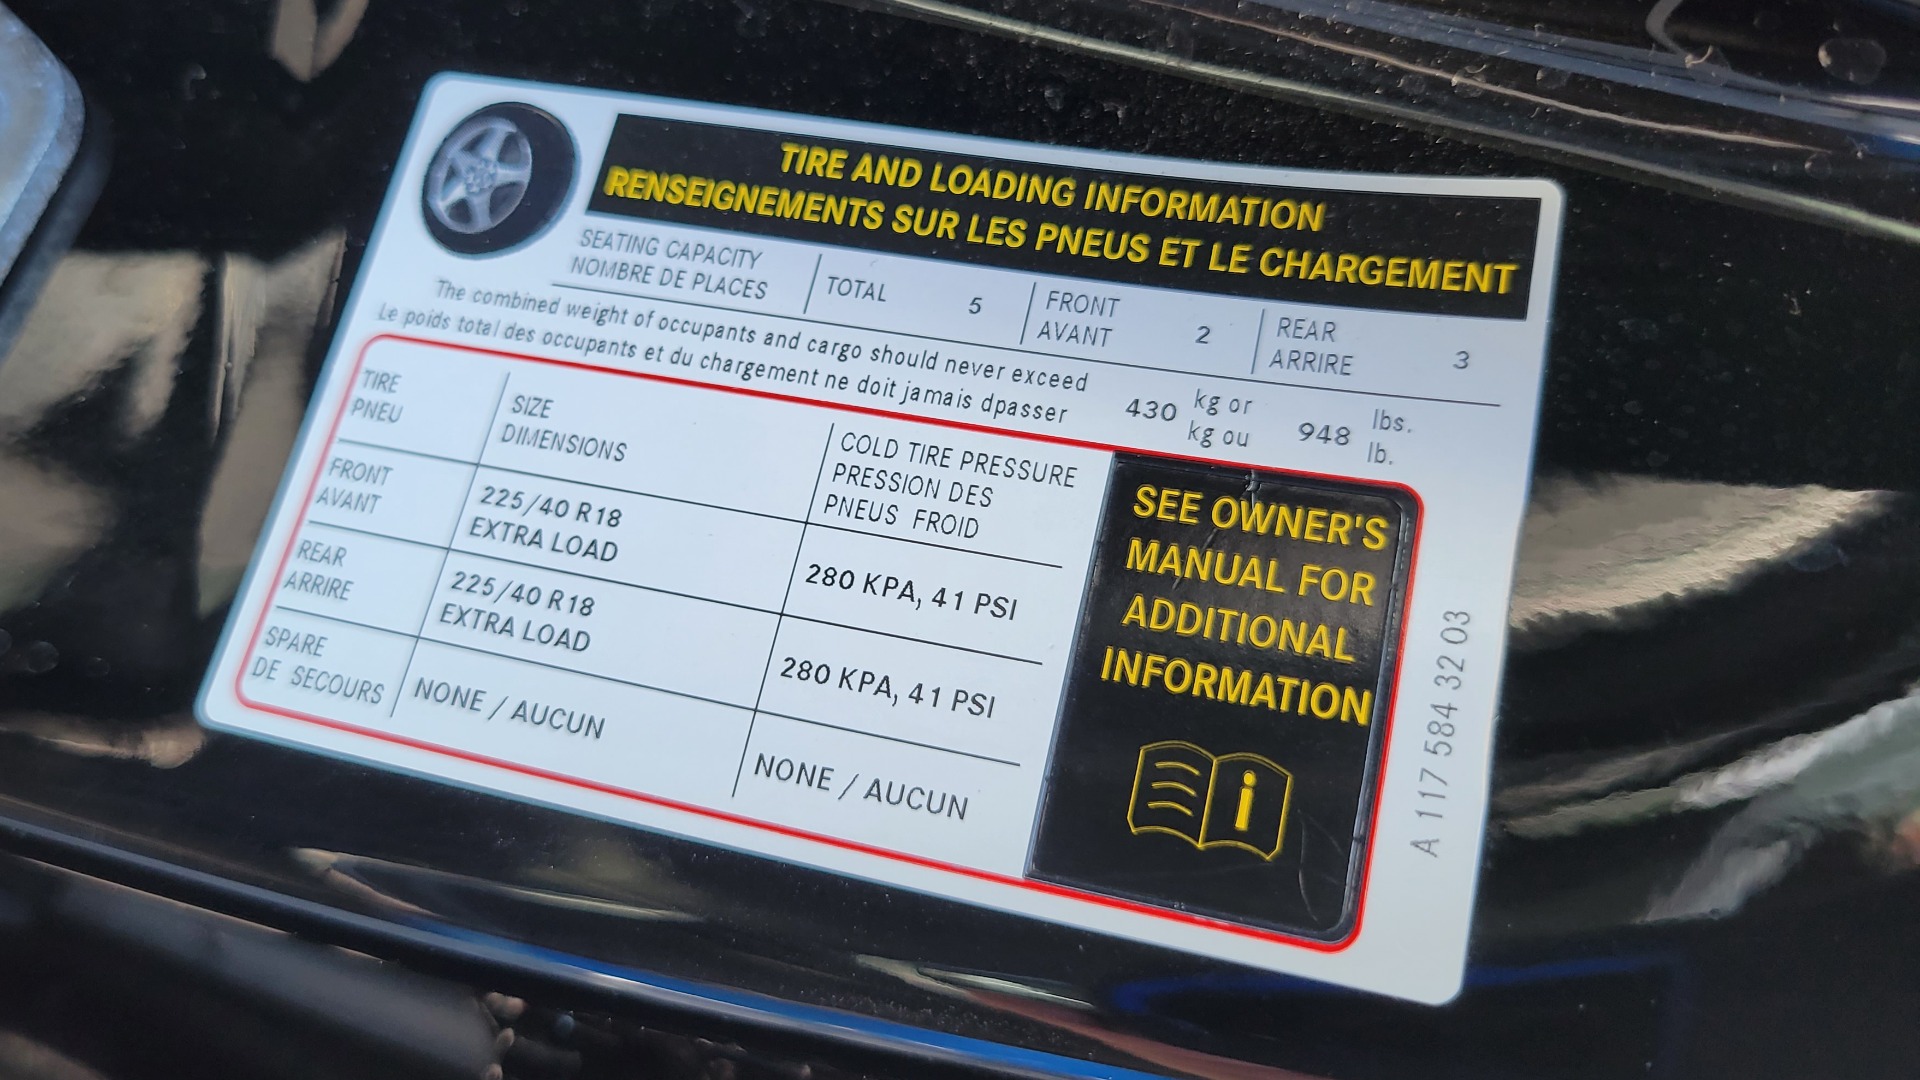 TIRE AND LOADING INFORMATION
RENSEIGNEMENTS SUR LES PNEUS ET LE CHARGEMENT
SEATING CAPACITY
NOMBRE DE PLACES
TOTAL 5
FRONT
AVANT 2
REAR
ARRIRE 3
The combined weight of occupants and cargo should never exceed
Le poids total des occupants et du chargement ne doit jamais dpasser
430 kg or
kg ou
948 lbs.
lb.
TIRE
PNEU
SIZE
DIMENSIONS
COLD TIRE PRESSURE
PRESSION DES
PNEUS FROID
FRONT
AVANT
225/40 R18
EXTRA LOAD
280 KPA, 41 PSI
REAR
ARRIRE
225/40 R18
EXTRA LOAD
280 KPA, 41 PSI
SPARE
DE SECOURS
NONE / AUCUN
NONE / AUCUN
SEE OWNER'S
MANUAL FOR
ADDITIONAL
INFORMATION
i
A 117 584 32 03